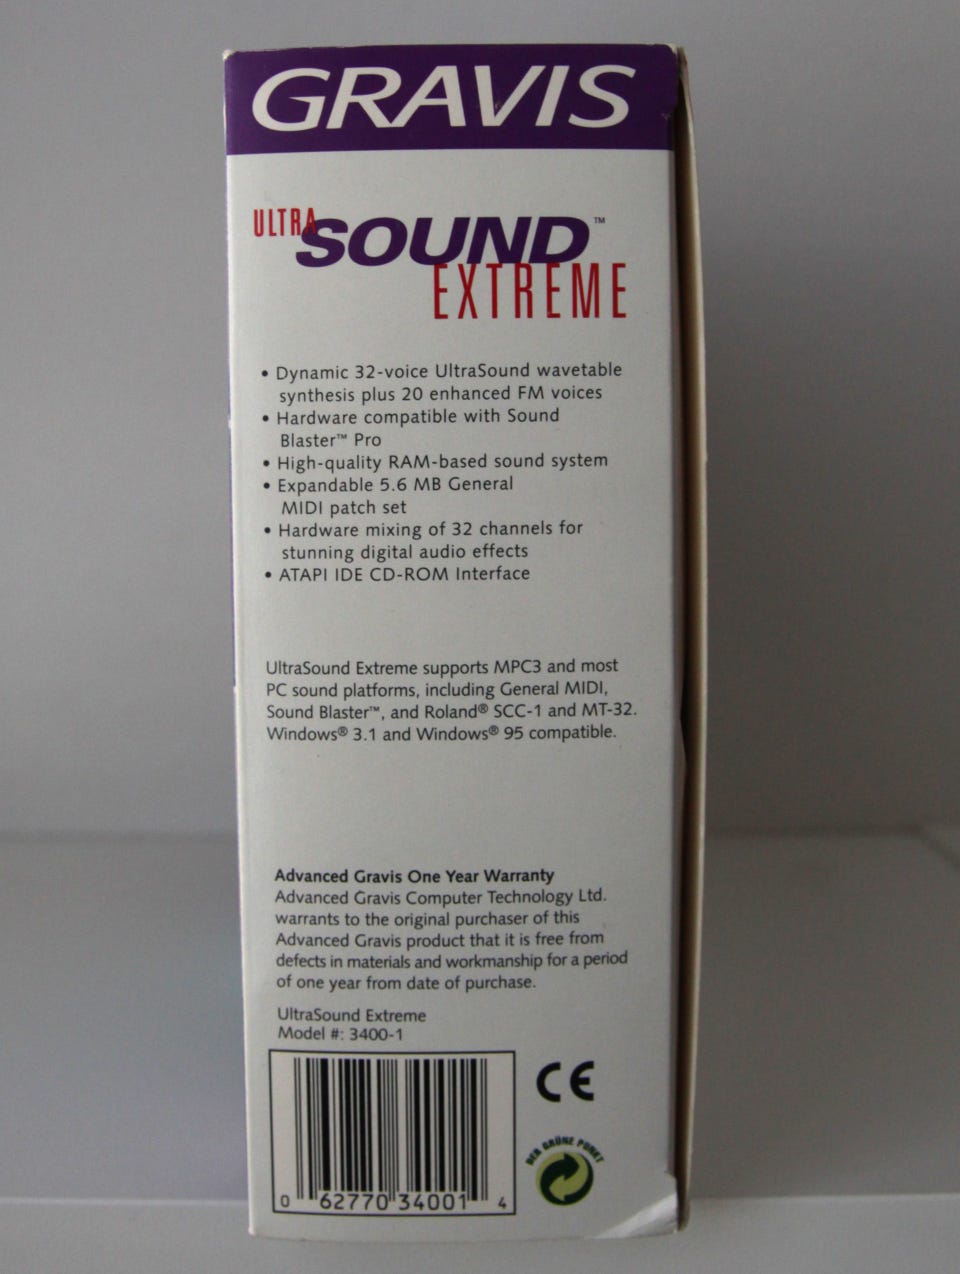 GRAVIS
ULTRA
SOUND™
EXTREME
• Dynamic 32-voice UltraSound wavetable
synthesis plus 20 enhanced FM voices
• Hardware compatible with Sound
Blaster™ Pro
• High-quality RAM-based sound system
• Expandable 5.6 MB General
MIDI patch set
• Hardware mixing of 32 channels for
stunning digital audio effects
• ATAPI IDE CD-ROM Interface
UltraSound Extreme supports MPC3 and most
PC sound platforms, including General MIDI,
Sound Blaster™, and Roland® SCC-1 and MT-32.
Windows® 3.1 and Windows® 95 compatible.
Advanced Gravis One Year Warranty
Advanced Gravis Computer Technology Ltd.
warrants to the original purchaser of this
Advanced Gravis product that it is free from
defects in materials and workmanship for a period
of one year from date of purchase.
UltraSound Extreme
Model #: 3400-1
CE
DER GRÜNE PUNKT
0 62770 34001 4